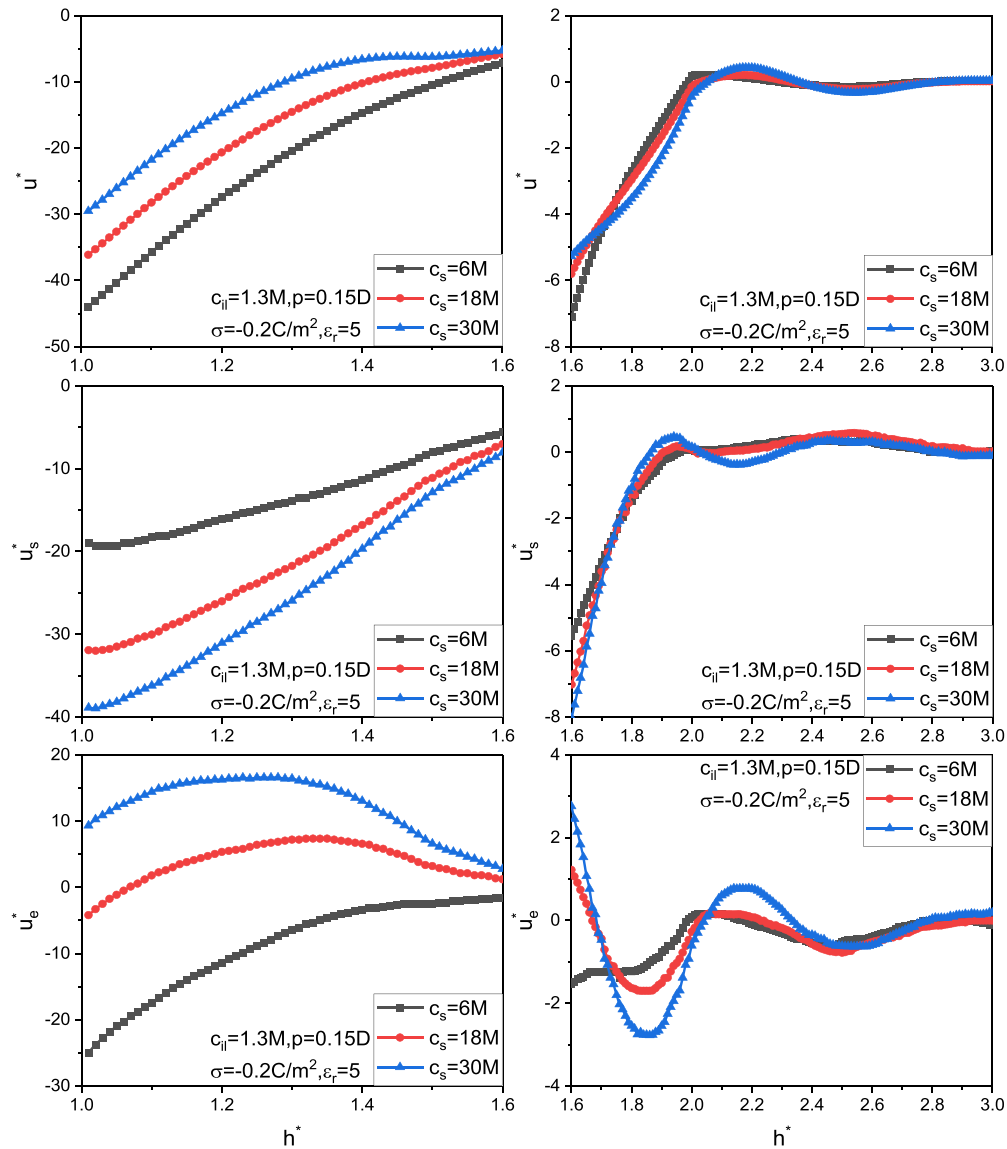 0
-10
-20
-30
-40
-50
u*
1.0 1.2 1.4 1.6
c_il=1.3M,p=0.15D
σ=-0.2C/m²,ε_r=5
c_s=6M
c_s=18M
c_s=30M
2
0
-2
-4
-6
-8
u*
1.6 1.8 2.0 2.2 2.4 2.6 2.8 3.0
c_il=1.3M,p=0.15D
σ=-0.2C/m²,ε_r=5
c_s=6M
c_s=18M
c_s=30M
0
-10
-20
-30
-40
u_s*
1.0 1.2 1.4 1.6
c_il=1.3M,p=0.15D
σ=-0.2C/m²,ε_r=5
c_s=6M
c_s=18M
c_s=30M
2
0
-2
-4
-6
-8
u_s*
1.6 1.8 2.0 2.2 2.4 2.6 2.8 3.0
c_il=1.3M,p=0.15D
σ=-0.2C/m²,ε_r=5
c_s=6M
c_s=18M
c_s=30M
20
10
0
-10
-20
-30
u_e*
1.0 1.2 1.4 1.6
h*
c_il=1.3M,p=0.15D
σ=-0.2C/m²,ε_r=5
c_s=6M
c_s=18M
c_s=30M
4
2
0
-2
-4
u_e*
1.6 1.8 2.0 2.2 2.4 2.6 2.8 3.0
h*
c_il=1.3M,p=0.15D
σ=-0.2C/m²,ε_r=5
c_s=6M
c_s=18M
c_s=30M